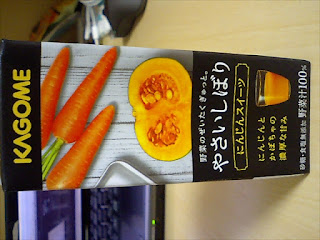 KAGOME
野菜のぜいたくぎゅっと。
やさいしぼり
にんじんスイーツ
にんじんと
かぼちゃの
濃厚な甘み
砂糖・食塩無添加 野菜汁100%